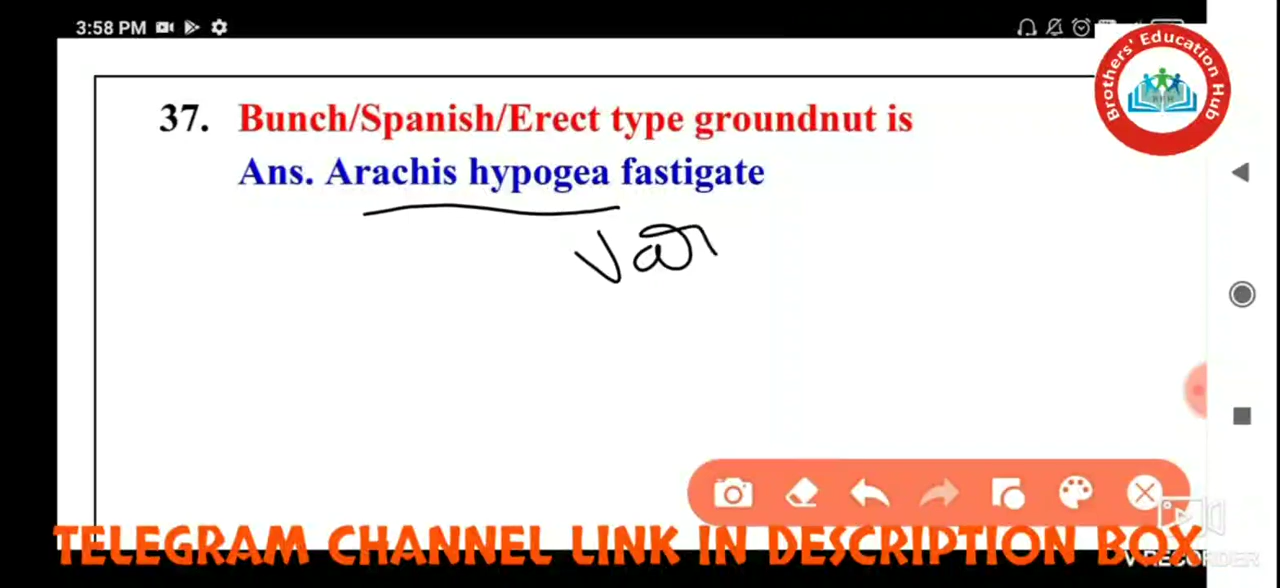 3:58 PM
Brothers' Education Hub
37. Bunch/Spanish/Erect type groundnut is
Ans. Arachis hypogea fastigate
var
TELEGRAM CHANNEL LINK IN DESCRIPTION BOX